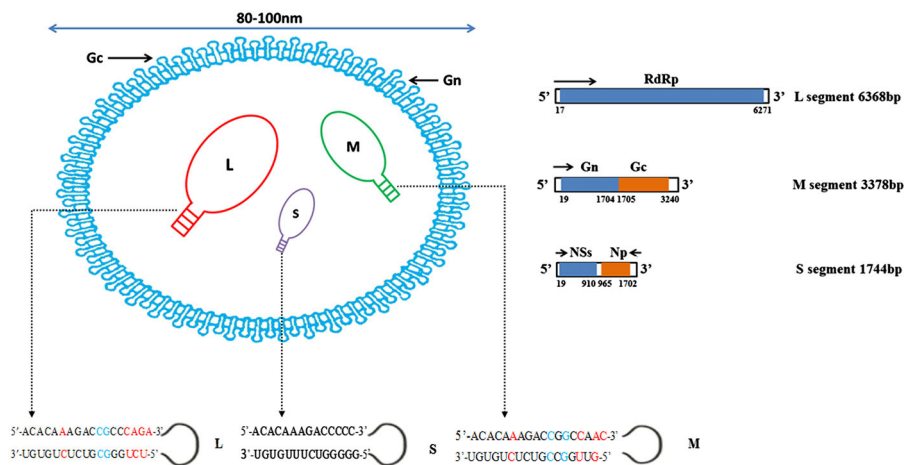 80-100nm
Gc
Gn
L
M
S
RdRp
5’ 3’ L segment 6368bp
17 6271
Gn Gc
5’ 3’ M segment 3378bp
19 1704 1705 3240
NSs Np
5’ 3’ S segment 1744bp
19 910 965 1702
5'-ACACAAAGACCGCCCAGA-3'
3'-UGUGUCUCUGCGGGUCU-5'
L
5'-ACACAAAGACCCCC-3'
3'-UGUGUUUCUGGGGG-5'
S
5'-ACACAAAGACCGGCCAAC-3'
3'-UGUGUCUCUGCCGGUUG-5'
M